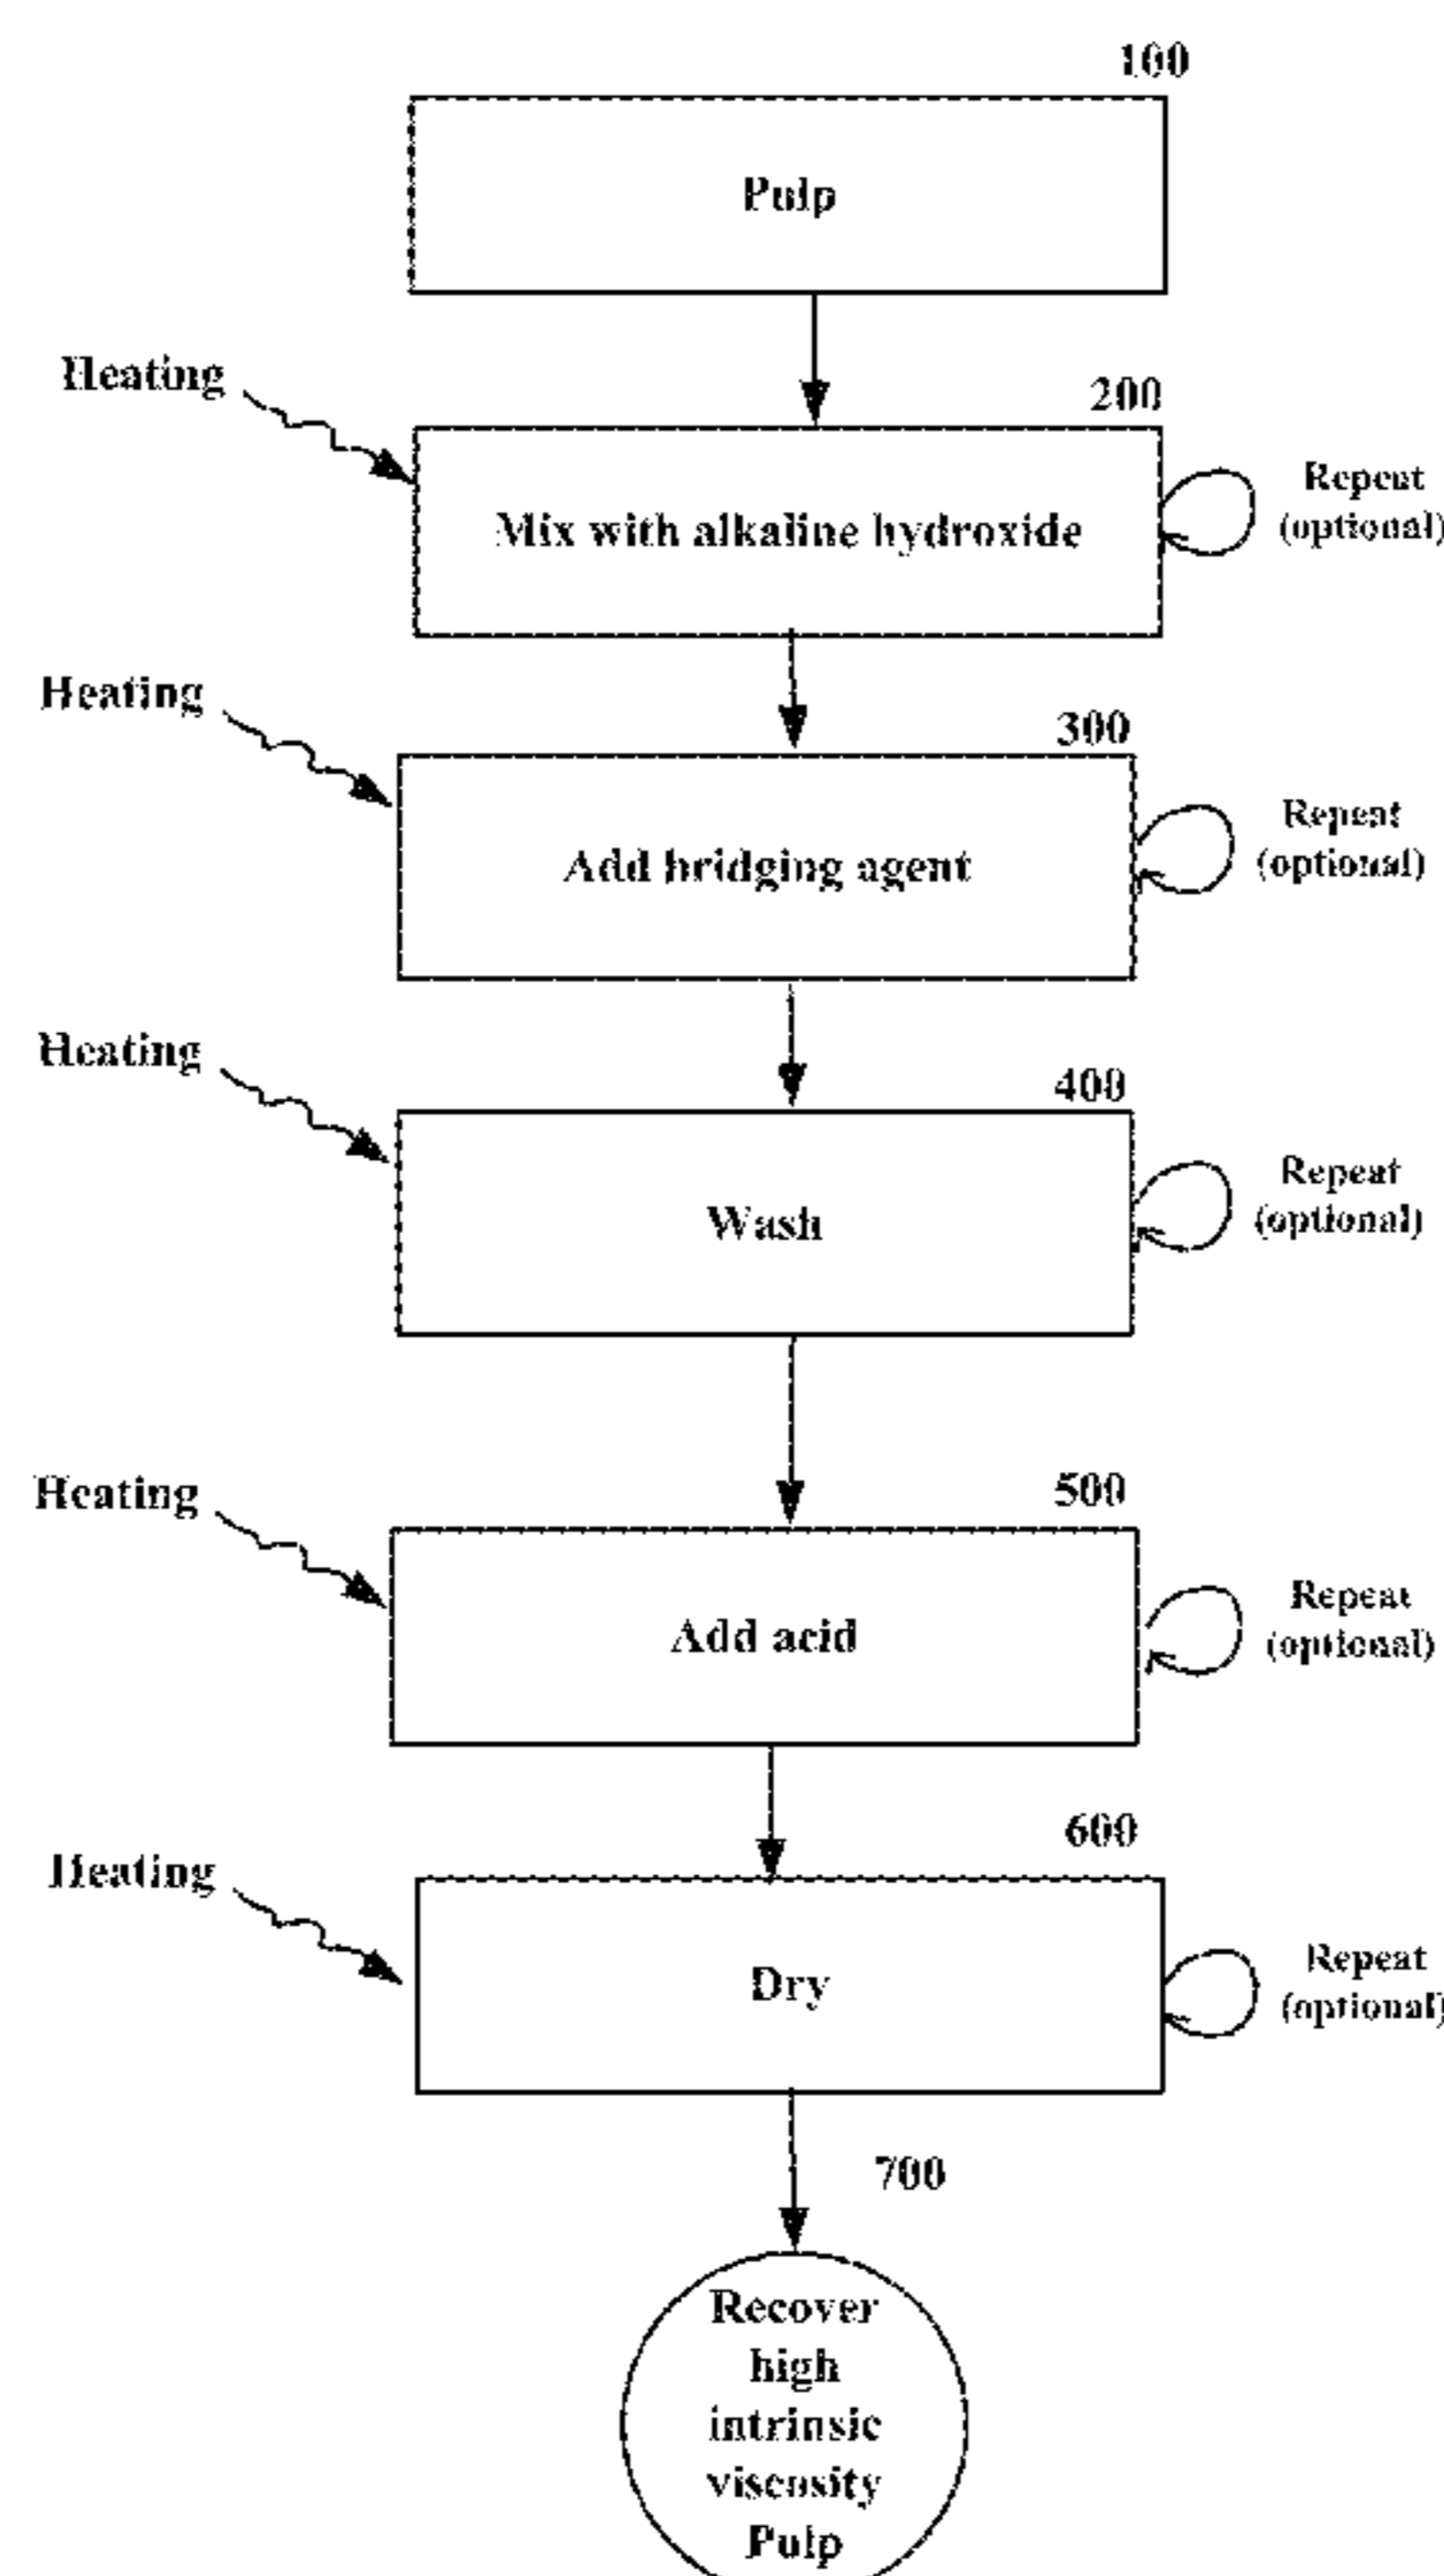 100
Pulp
Heating
200
Mix with alkaline hydroxide
Repeat
(optional)
Heating
300
Add bridging agent
Repeat
(optional)
Heating
400
Wash
Repeat
(optional)
Heating
500
Add acid
Repeat
(optional)
Heating
600
Dry
Repeat
(optional)
700
Recover
high
intrinsic
viscosity
Pulp